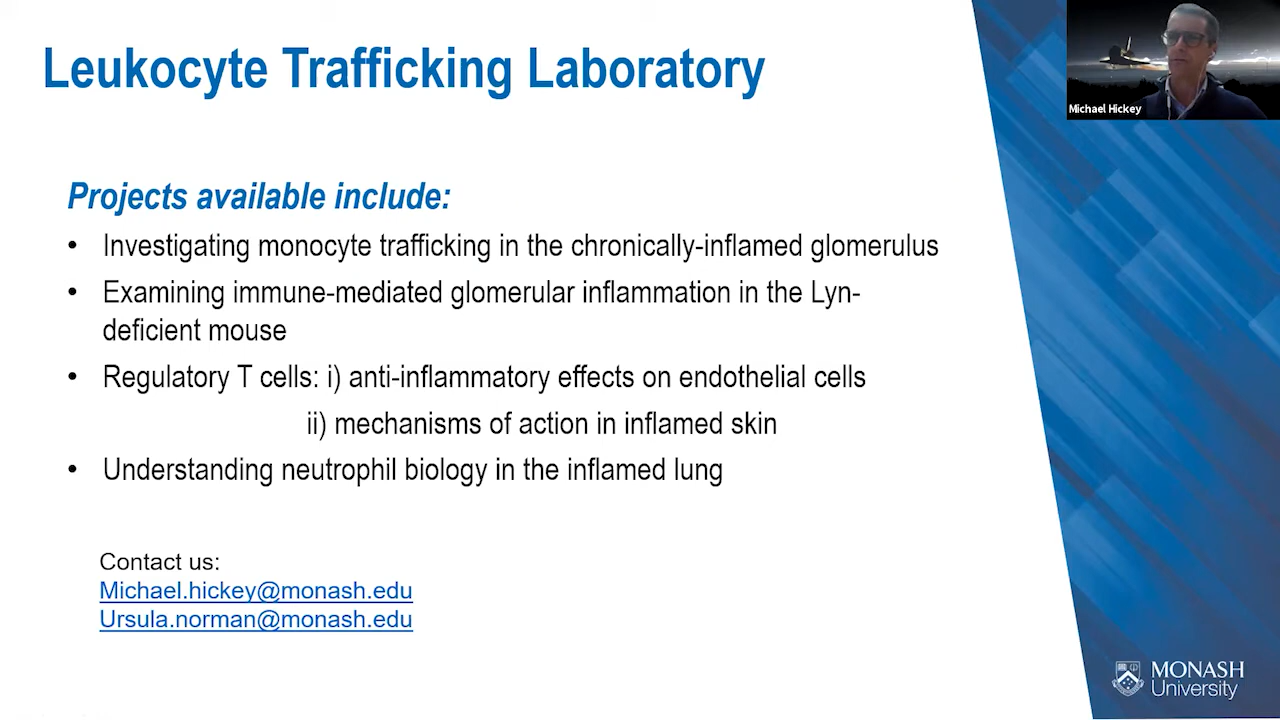 Leukocyte Trafficking Laboratory
Michael Hickey
Projects available include:
• Investigating monocyte trafficking in the chronically-inflamed glomerulus
• Examining immune-mediated glomerular inflammation in the Lyn-
deficient mouse
• Regulatory T cells: i) anti-inflammatory effects on endothelial cells
ii) mechanisms of action in inflamed skin
• Understanding neutrophil biology in the inflamed lung
Contact us:
Michael.hickey@monash.edu
Ursula.norman@monash.edu
MONASH
University